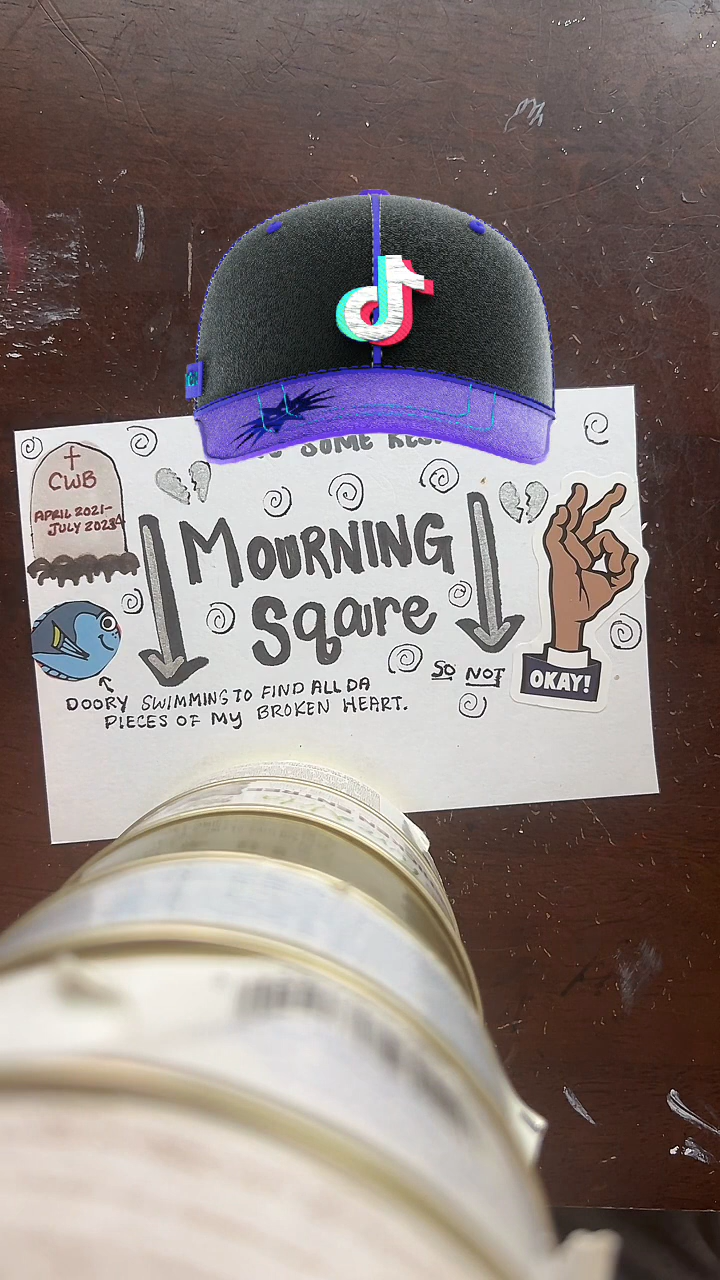 SOME
CWB
APRIL 2021-
JULY 2023
MOURNING
Sqare
DOORY SWIMMING TO FIND ALL DA
PIECES OF MY BROKEN HEART.
SO NOT
OKAY!